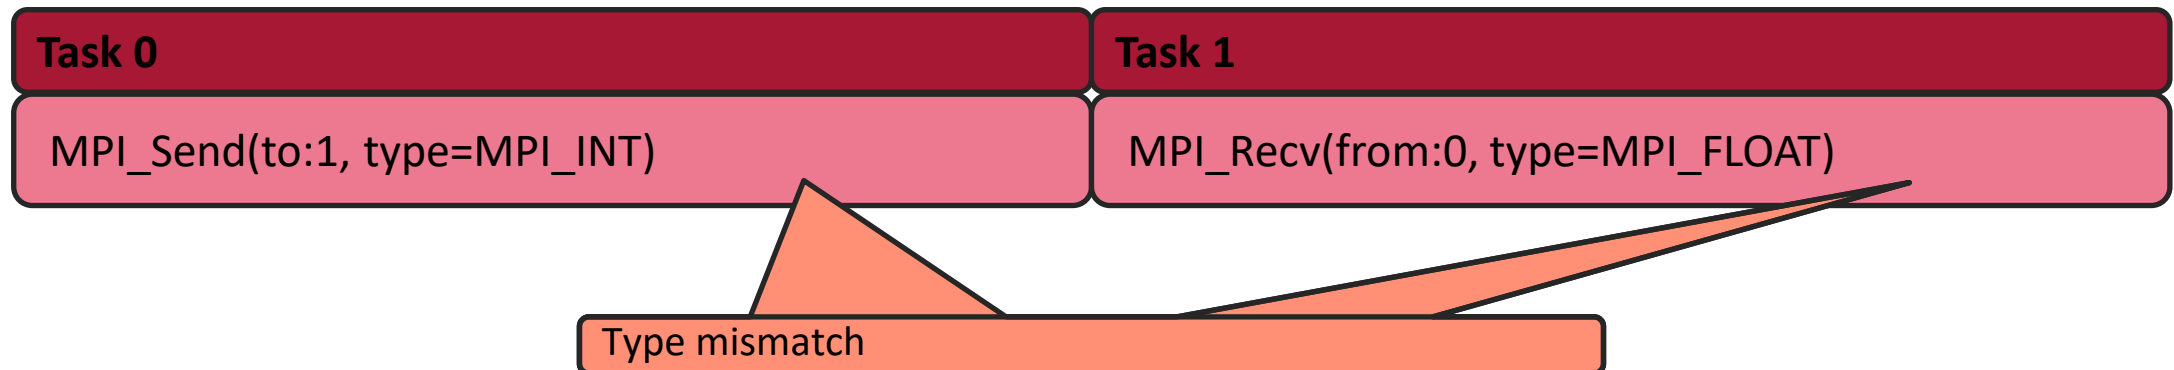 Task 0
Task 1
MPI_Send(to:1, type=MPI_INT)
MPI_Recv(from:0, type=MPI_FLOAT)
Type mismatch